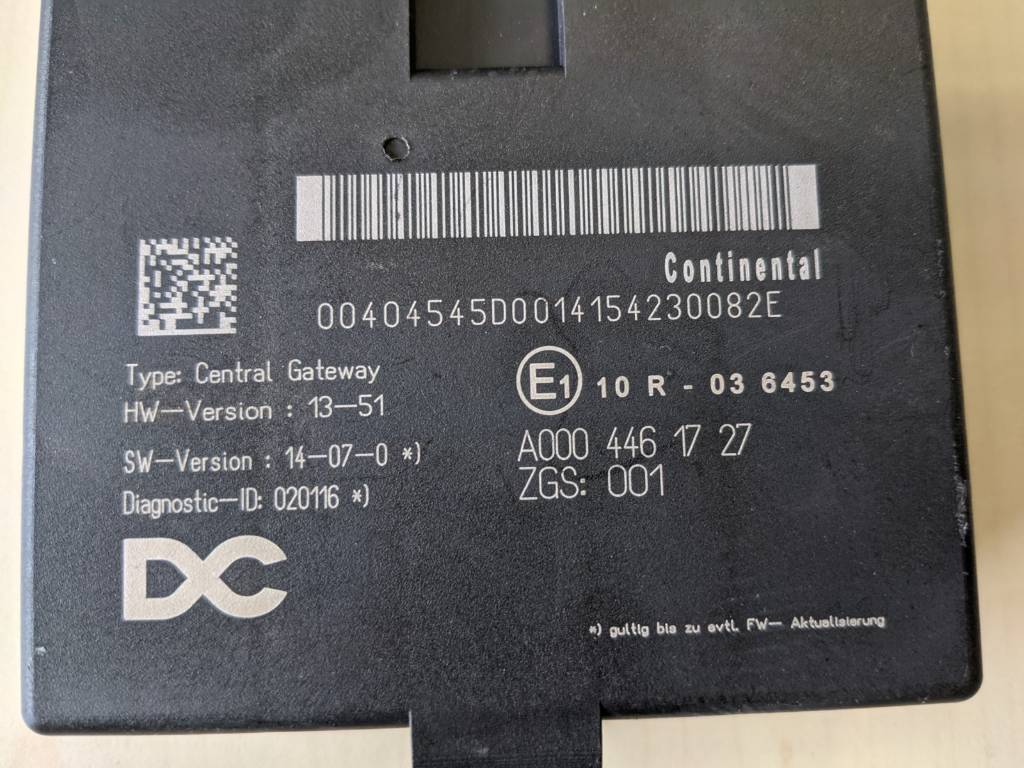 Continental
00404545D0014154230082E
Type: Central Gateway
HW-Version : 13-51
SW-Version : 14-07-0 *)
Diagnostic-ID: 020116 *)
E1 10 R - 03 6453
A000 446 17 27
ZGS: 001
DC
*) gultig bis zu evtl. FW- Aktualisierung